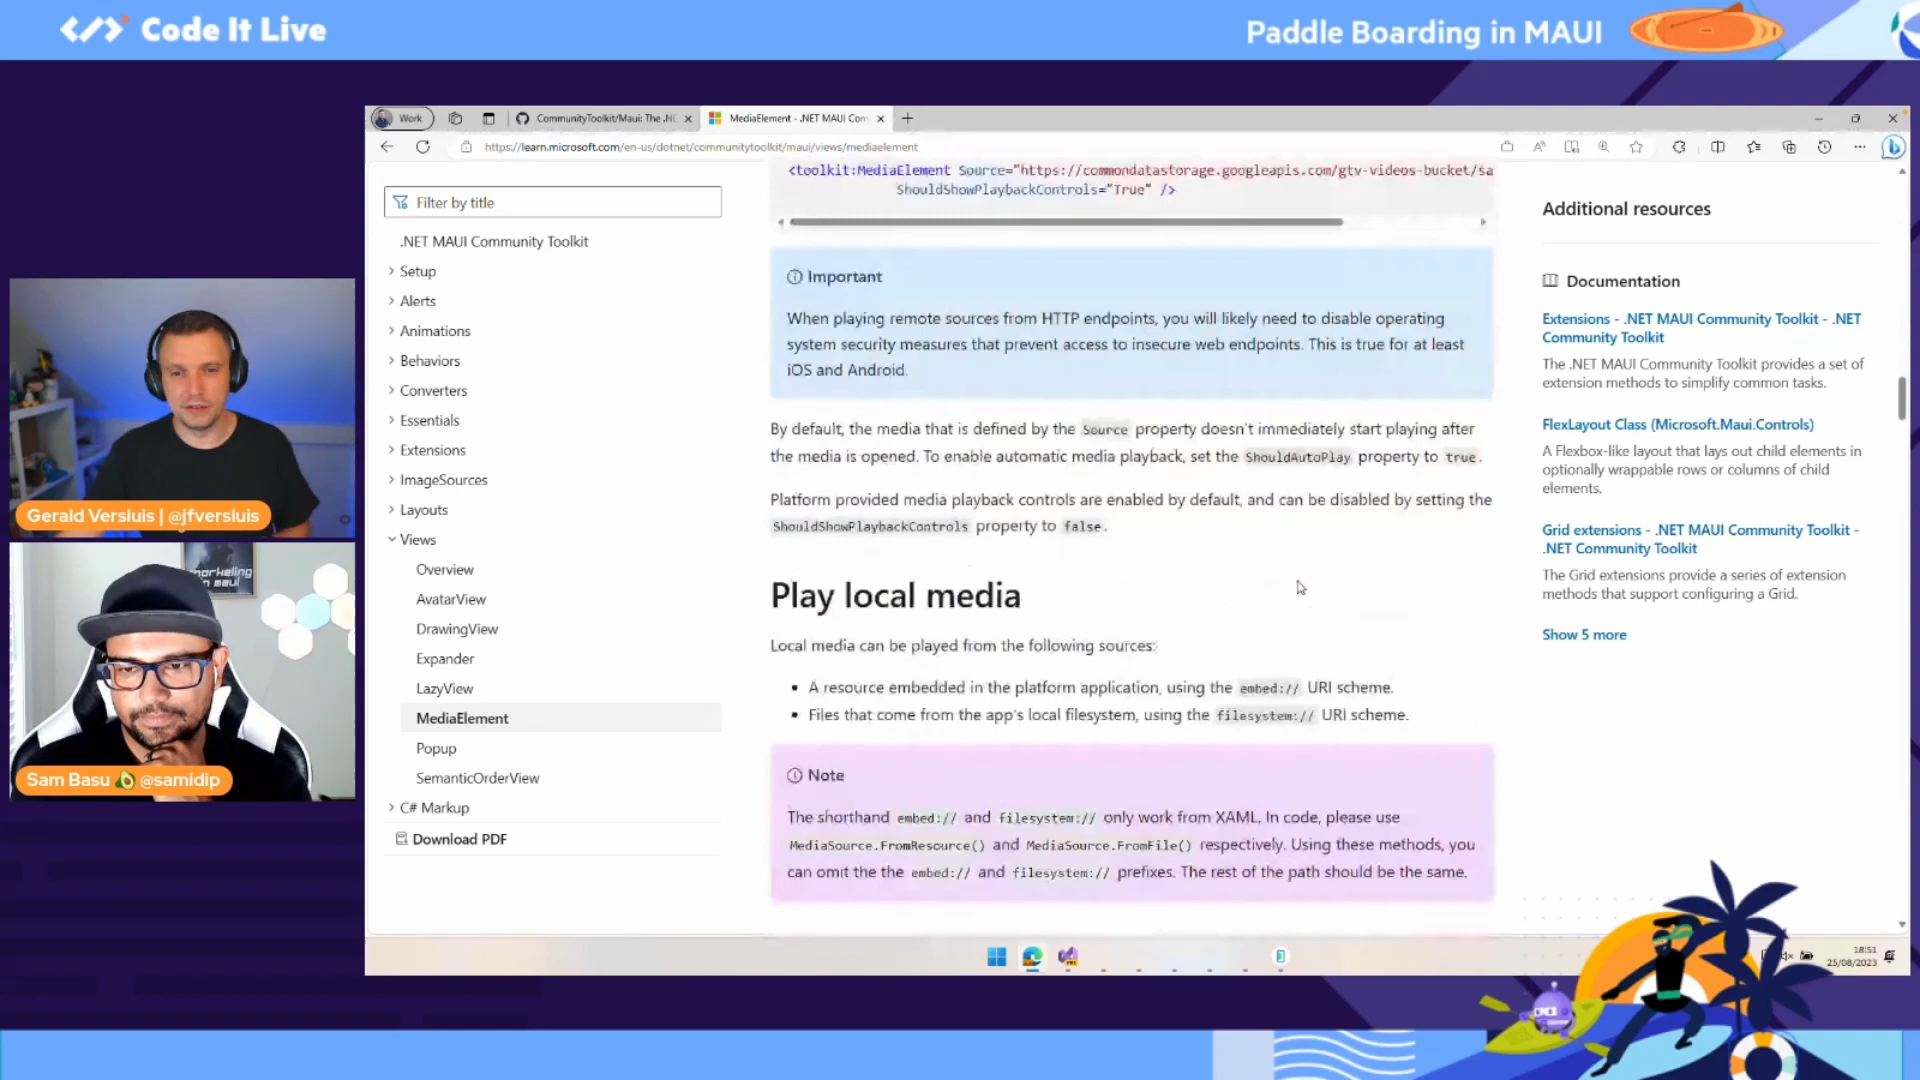 </> Code It Live
Paddle Boarding in MAUI
Work
CommunityToolkit/Maui: The .NE
MediaElement - .NET MAUI Com
https://learn.microsoft.com/en-us/dotnet/communitytoolkit/maui/views/mediaelement
Filter by title
.NET MAUI Community Toolkit
Setup
Alerts
Animations
Behaviors
Converters
Essentials
Extensions
ImageSources
Layouts
Views
Overview
AvatarView
DrawingView
Expander
LazyView
MediaElement
Popup
SemanticOrderView
C# Markup
Download PDF
<toolkit:MediaElement Source="https://commondatastorage.googleapis.com/gtv-videos-bucket/sa
ShouldShowPlaybackControls="True" />
Important
When playing remote sources from HTTP endpoints, you will likely need to disable operating
system security measures that prevent access to insecure web endpoints. This is true for at least
iOS and Android.
By default, the media that is defined by the Source property doesn't immediately start playing after
the media is opened. To enable automatic media playback, set the ShouldAutoPlay property to true.
Platform provided media playback controls are enabled by default, and can be disabled by setting the
ShouldShowPlaybackControls property to false.
Play local media
Local media can be played from the following sources:
• A resource embedded in the platform application, using the embed:// URI scheme.
• Files that come from the app's local filesystem, using the filesystem:// URI scheme.
Note
The shorthand embed:// and filesystem:// only work from XAML. In code, please use
MediaSource.FromResource() and MediaSource.FromFile() respectively. Using these methods, you
can omit the the embed:// and filesystem:// prefixes. The rest of the path should be the same.
Additional resources
Documentation
Extensions - .NET MAUI Community Toolkit - .NET
Community Toolkit
The .NET MAUI Community Toolkit provides a set of
extension methods to simplify common tasks.
FlexLayout Class (Microsoft.Maui.Controls)
A Flexbox-like layout that lays out child elements in
optionally wrappable rows or columns of child
elements.
Grid extensions - .NET MAUI Community Toolkit -
.NET Community Toolkit
The Grid extensions provide a series of extension
methods that support configuring a Grid.
Show 5 more
Gerald Versluis | @jfversluis
norkeling
n maui
Sam Basu 🥑 @samidip
18:51
25/08/2023